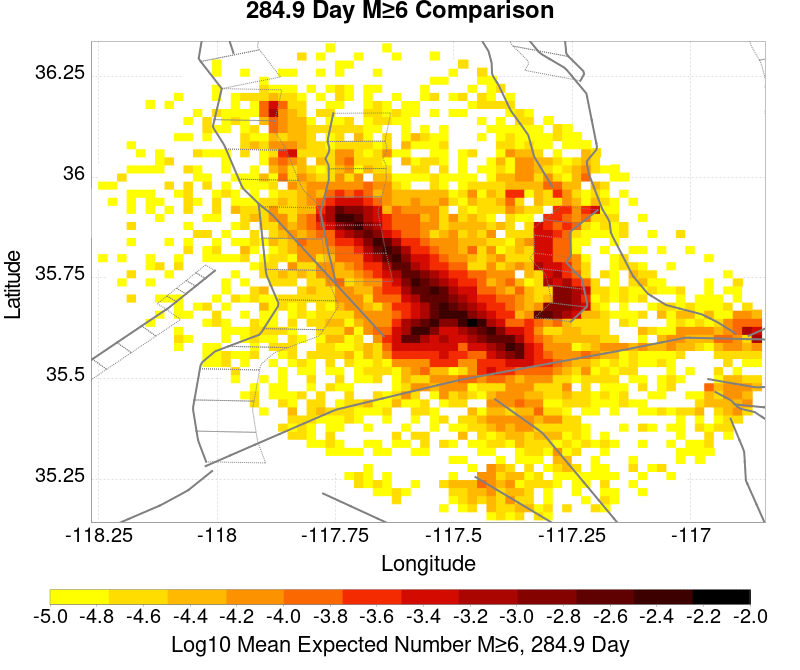 284.9 Day M≥6 Comparison
36.25
36
35.75
35.5
35.25
Latitude
-118.25 -118 -117.75 -117.5 -117.25 -117
Longitude
-5.0 -4.8 -4.6 -4.4 -4.2 -4.0 -3.8 -3.6 -3.4 -3.2 -3.0 -2.8 -2.6 -2.4 -2.2 -2.0
Log10 Mean Expected Number M≥6, 284.9 Day